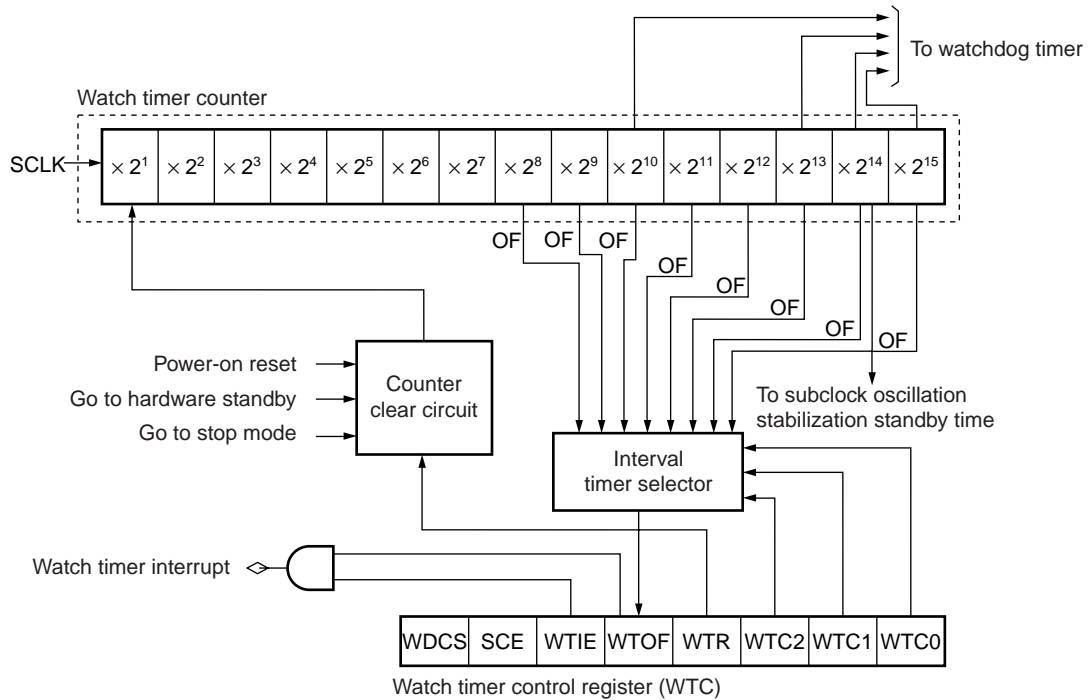 To watchdog timer
Watch timer counter
SCLK
× 2¹ × 2² × 2³ × 2⁴ × 2⁵ × 2⁶ × 2⁷ × 2⁸ × 2⁹ × 2¹⁰ × 2¹¹ × 2¹² × 2¹³ × 2¹⁴ × 2¹⁵
OF OF OF
OF
OF
OF
OF
OF
Power-on reset
Go to hardware standby
Go to stop mode
Counter
clear circuit
To subclock oscillation
stabilization standby time
Interval
timer selector
Watch timer interrupt
WDCS SCE WTIE WTOF WTR WTC2 WTC1 WTC0
Watch timer control register (WTC)